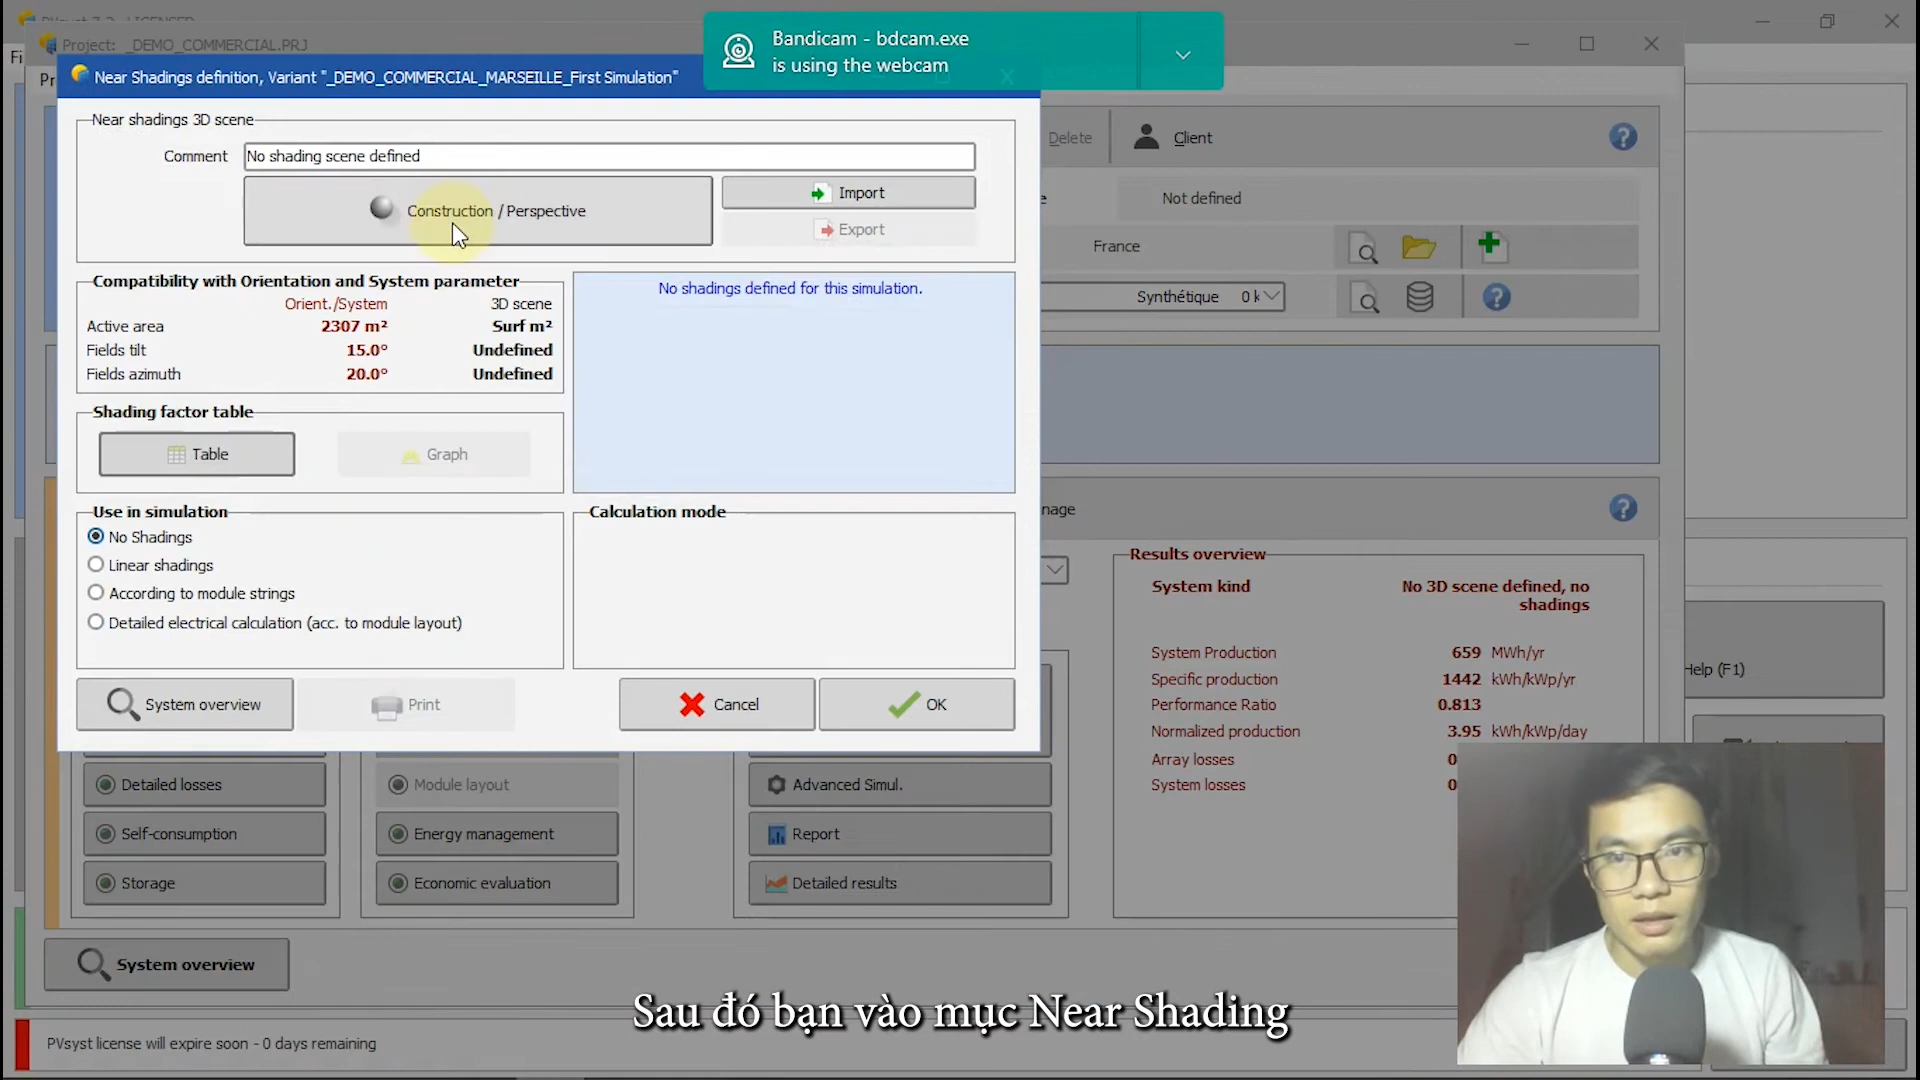 Project: _DEMO_COMMERCIAL.PRJ
Bandicam - bdcam.exe
is using the webcam
Near Shadings definition, Variant "_DEMO_COMMERCIAL_MARSEILLE_First Simulation"
Near shadings 3D scene
Comment No shading scene defined
Construction / Perspective
Import
Export
Delete
Client
Not defined
France
Synthétique 0 k
Compatibility with Orientation and System parameter
Orient./System 3D scene
Active area 2307 m² Surf m²
Fields tilt 15.0° Undefined
Fields azimuth 20.0° Undefined
No shadings defined for this simulation.
Shading factor table
Table
Graph
Use in simulation
No Shadings
Linear shadings
According to module strings
Detailed electrical calculation (acc. to module layout)
Calculation mode
System overview
Print
Cancel
OK
Results overview
System kind No 3D scene defined, no
shadings
System Production 659 MWh/yr
Specific production 1442 kWh/kWp/yr
Performance Ratio 0.813
Normalized production 3.95 kWh/kWp/day
Array losses 0
System losses 0
Help (F1)
Detailed losses
Self-consumption
Storage
Module layout
Energy management
Economic evaluation
Advanced Simul.
Report
Detailed results
System overview
Sau đó bạn vào mục Near Shading
PVsyst license will expire soon - 0 days remaining